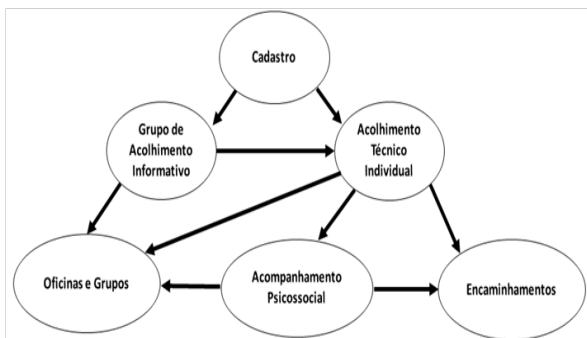 Cadastro
Grupo de
Acolhimento
Informativo
Acolhimento
Técnico
Individual
Oficinas e Grupos
Acompanhamento
Psicossocial
Encaminhamentos